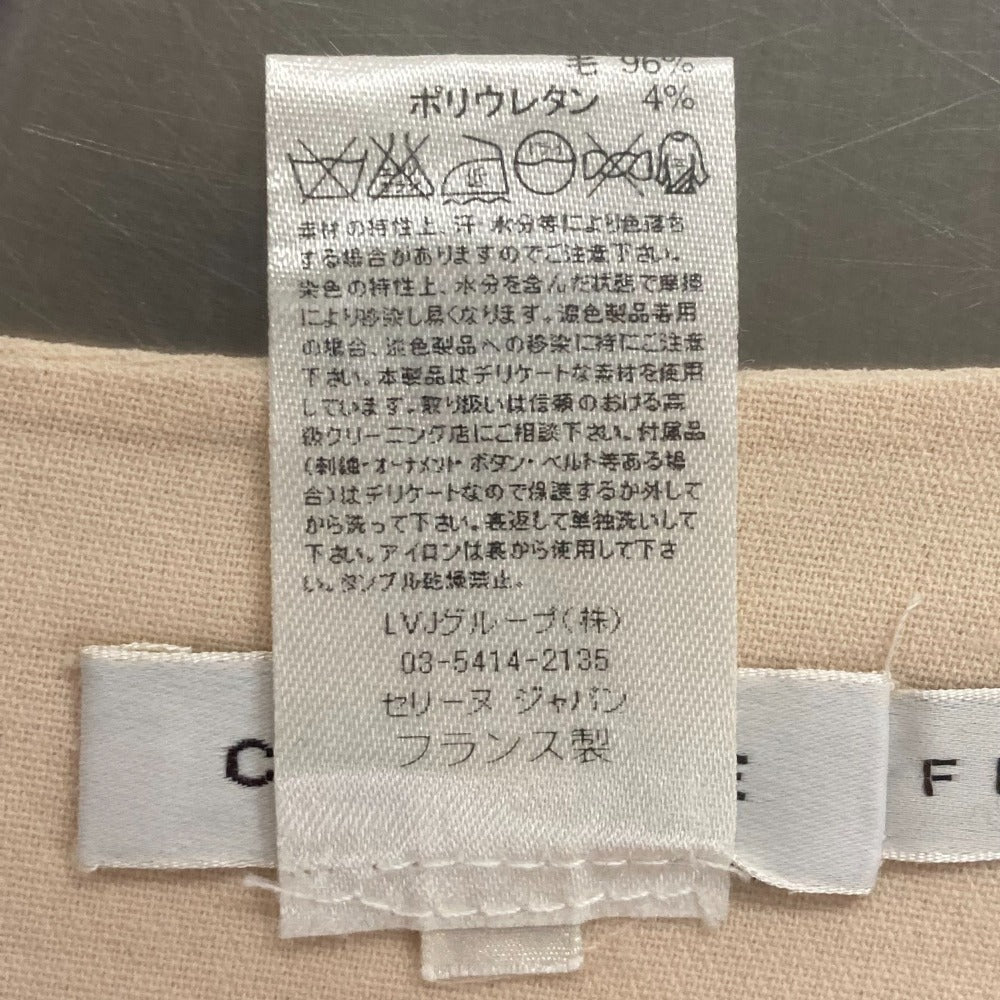 毛 96%
ポリウレタン 4%
低
素材の特性上、汗・水分等により色落ち
する場合がありますのでご注意下さい。
染色の特性上、水分を含んだ状態で摩擦
により移染し易くなります。濃色製品着用
の場合、淡色製品への移染に特にご注意
下さい。本製品はデリケートな素材を使用
しています。取り扱いは信頼のおける高
級クリーニング店にご相談下さい。付属品
(刺繍・オーナメント・ボタン・ベルト等ある場
合)はデリケートなので保護するか外して
から洗って下さい。裏返して単独洗いして
下さい。アイロンは裏から使用して下さ
い。タンブル乾燥禁止。
LVJグループ(株)
03-5414-2135
セリーヌ ジャパン
フランス製
C E F